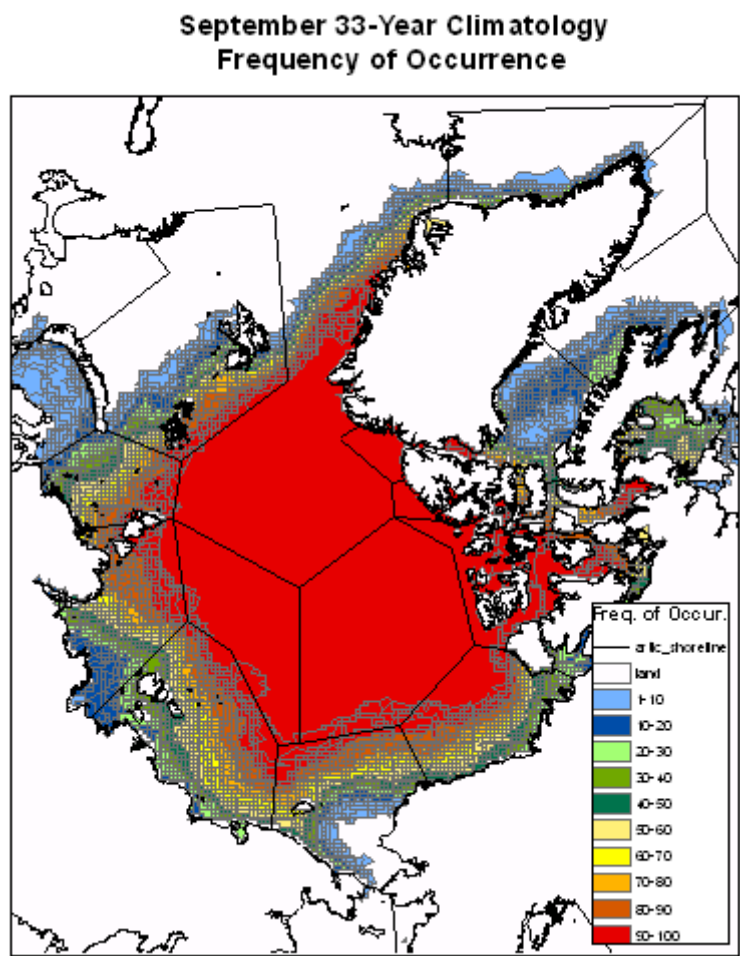 September 33-Year Climatology
Frequency of Occurrence
Freq. of Occur.
artic_shoreline
land
1-10
10-20
20-30
30-40
40-50
50-60
60-70
70-80
80-90
90-100